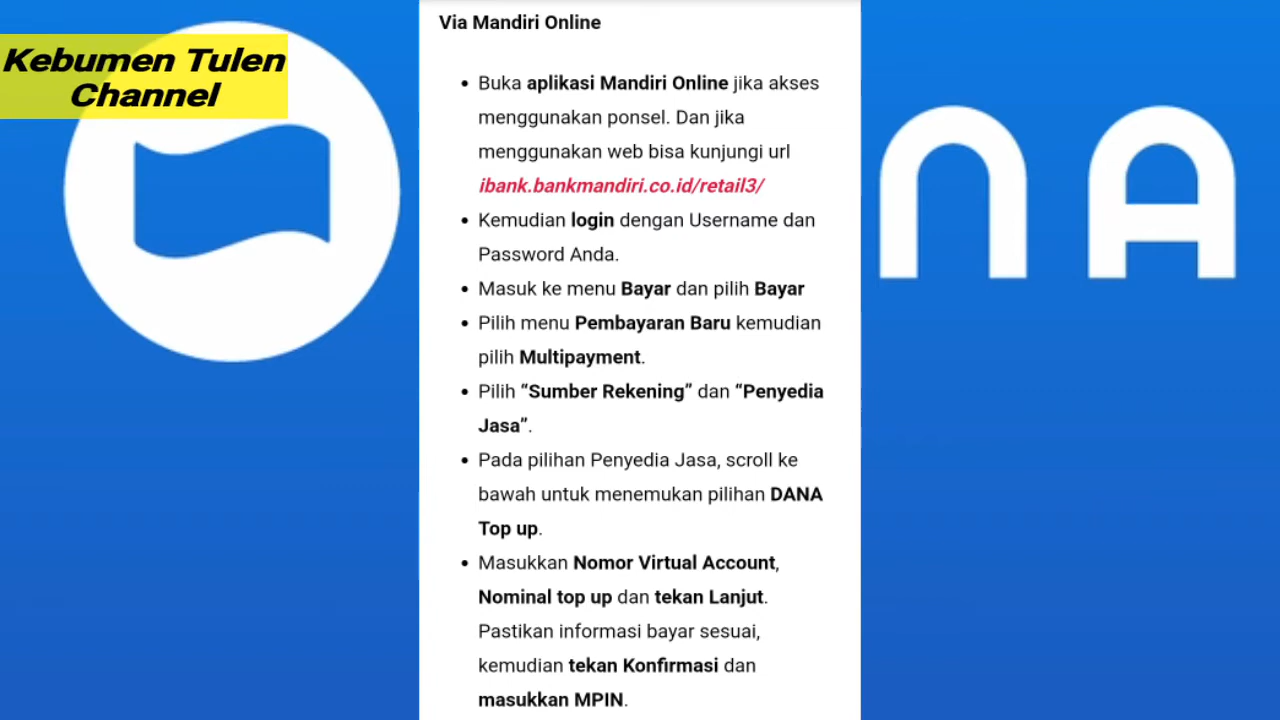 Via Mandiri Online
Kebumen Tulen
Channel
• Buka aplikasi Mandiri Online jika akses
menggunakan ponsel. Dan jika
menggunakan web bisa kunjungi url
ibank.bankmandiri.co.id/retail3/
• Kemudian login dengan Username dan
Password Anda.
• Masuk ke menu Bayar dan pilih Bayar
• Pilih menu Pembayaran Baru kemudian
pilih Multipayment.
• Pilih “Sumber Rekening” dan “Penyedia
Jasa”.
• Pada pilihan Penyedia Jasa, scroll ke
bawah untuk menemukan pilihan DANA
Top up.
• Masukkan Nomor Virtual Account,
Nominal top up dan tekan Lanjut.
Pastikan informasi bayar sesuai,
kemudian tekan Konfirmasi dan
masukkan MPIN.
NA